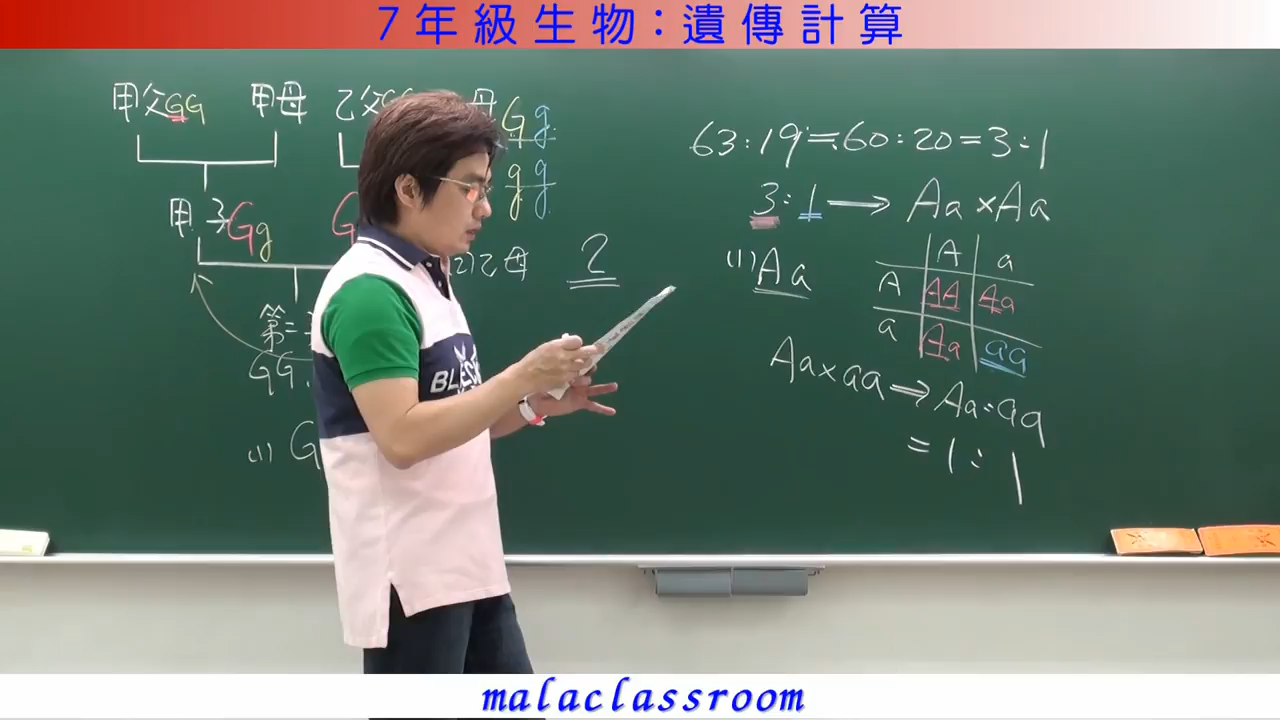 7年級生物:遺傳計算
甲父GG 甲母 乙父 母 Gg
gg
甲子Gg G
(2)乙母 2
第二
GG.
(1) G
63:19≒60:20=3:1
3:1→Aa×Aa
(1)Aa
A a
A AA Aa
a Aa aa
Aa×aa⇒Aa:aa
=1:1
malaclassroom